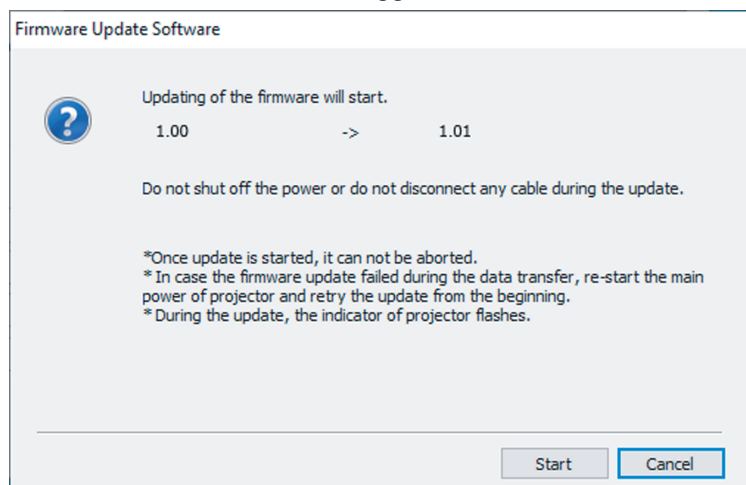 Firmware Update Software
Updating of the firmware will start.
1.00 -> 1.01
Do not shut off the power or do not disconnect any cable during the update.
*Once update is started, it can not be aborted.
* In case the firmware update failed during the data transfer, re-start the main
power of projector and retry the update from the beginning.
* During the update, the indicator of projector flashes.
Start Cancel